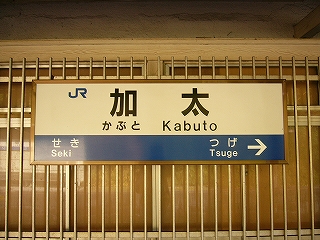 JR
加太
かぶと Kabuto
せき つげ
Seki Tsuge →